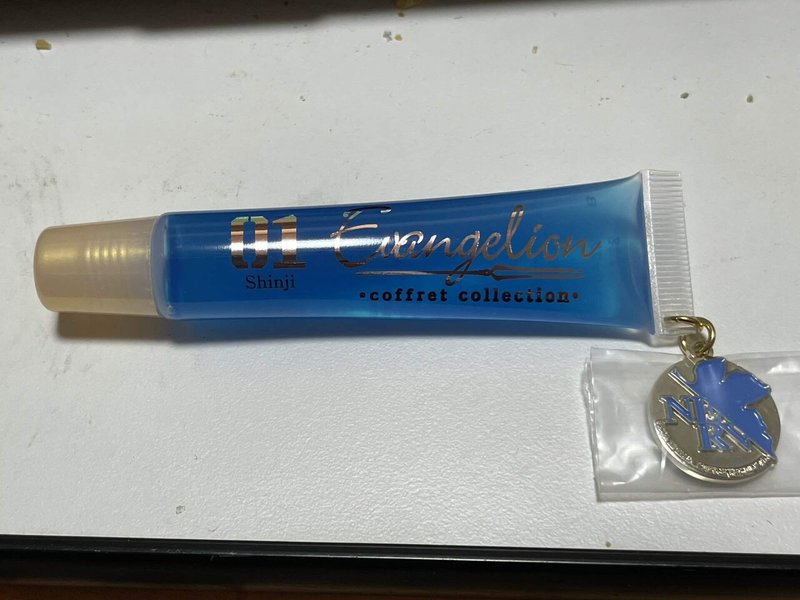 01
Shinji
Evangelion
•coffret collection•
NERV